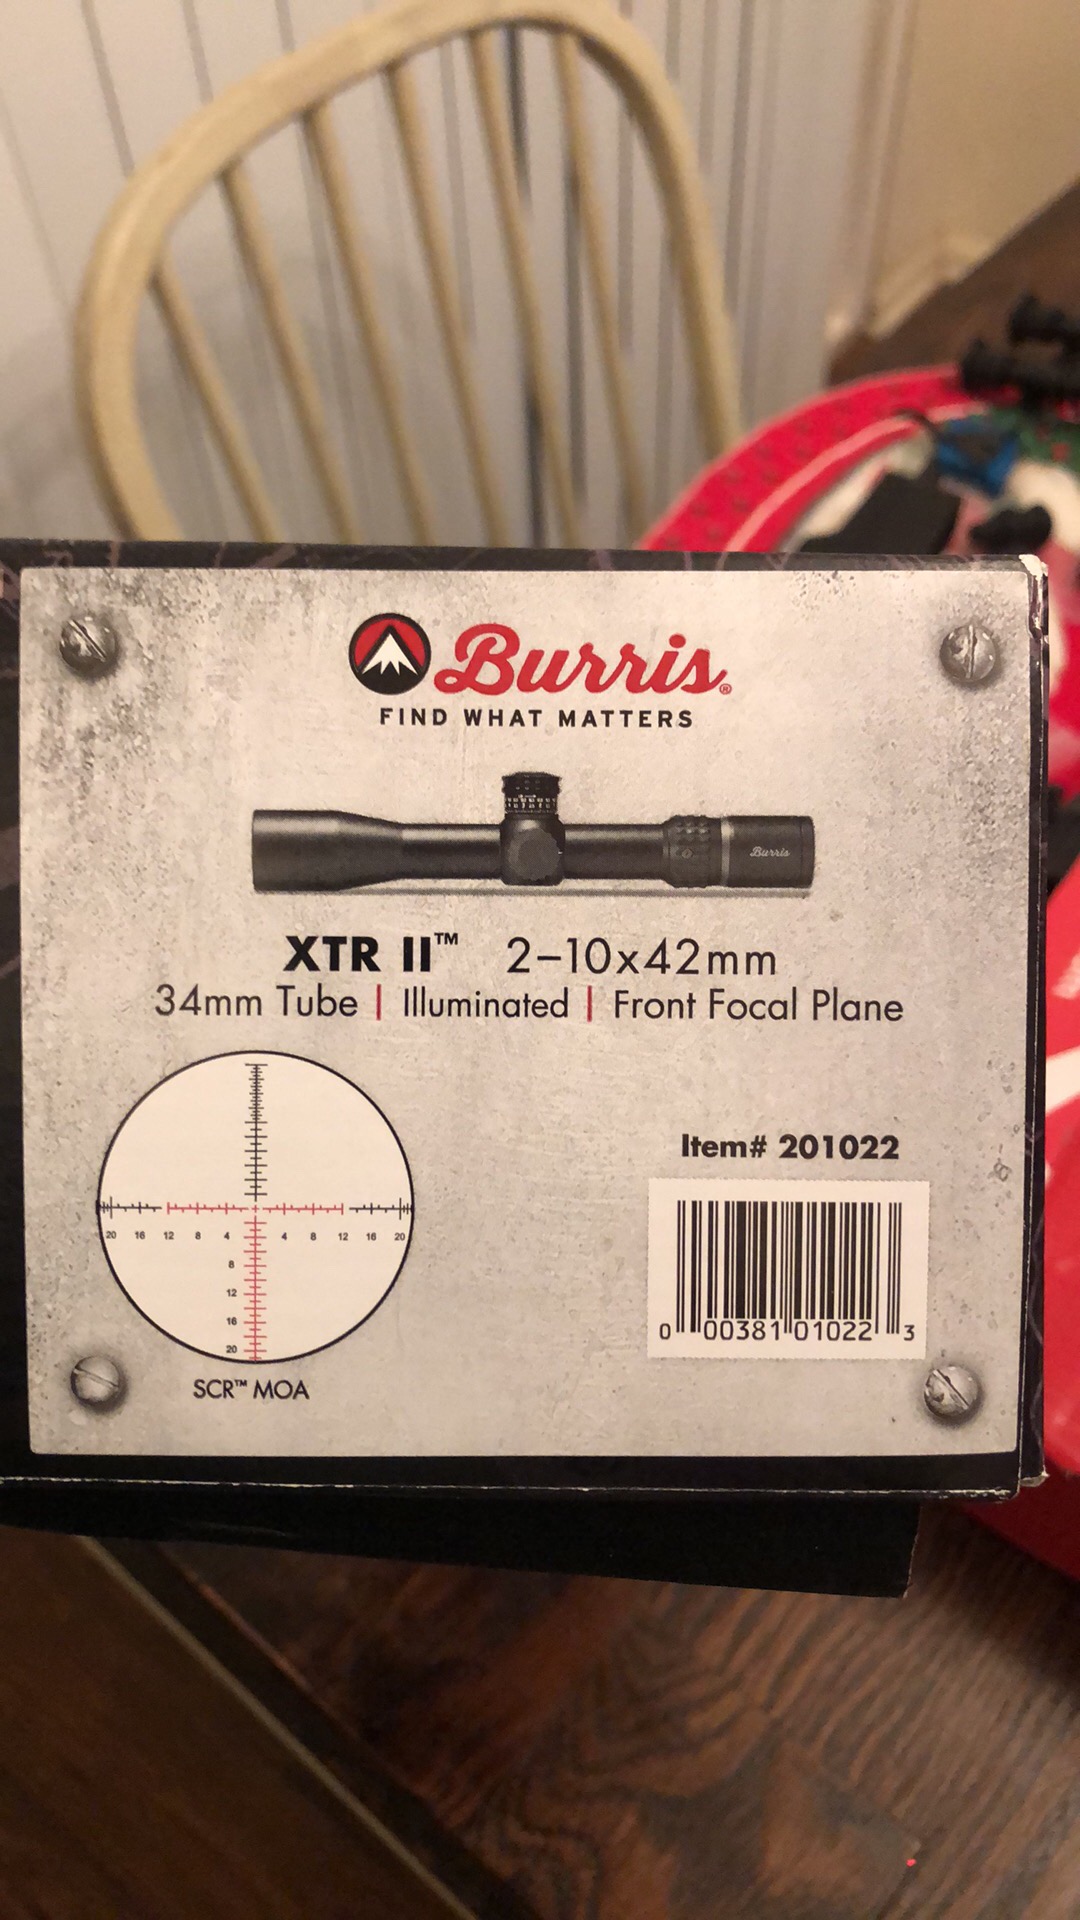 Burris®
FIND WHAT MATTERS
Burris
XTR II™ 2-10x42mm
34mm Tube | Illuminated | Front Focal Plane
20 16 12 8 4 4 8 12 16 20
8
12
16
20
SCR™ MOA
Item# 201022
0 00381 01022 3